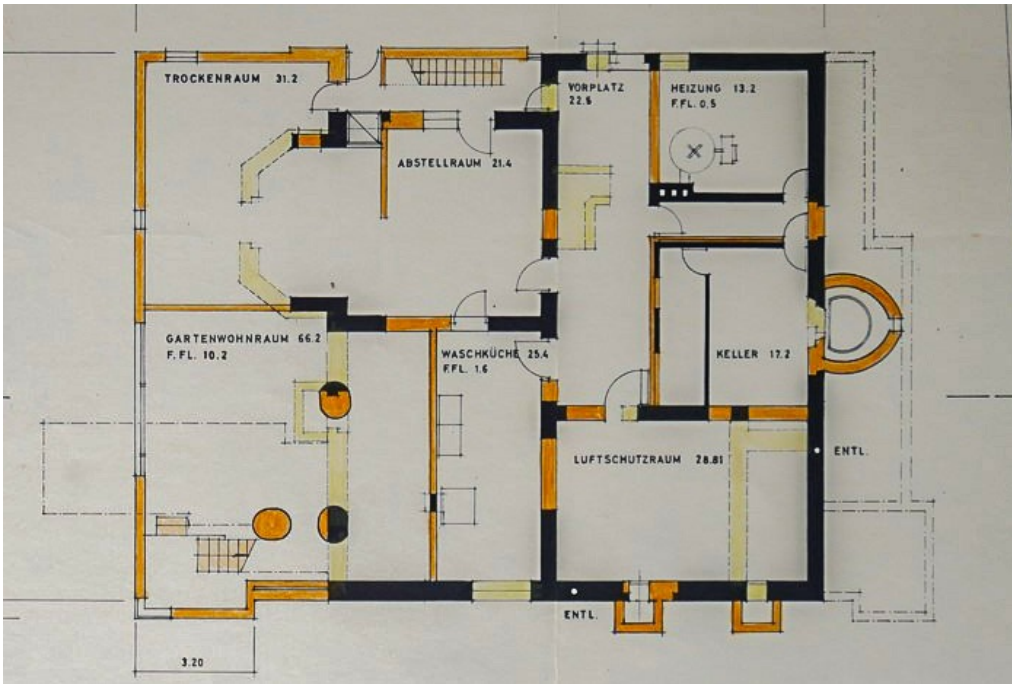 TROCKENRAUM 31.2
VORPLATZ
22.6
HEIZUNG 13.2
F.FL. 0,5
ABSTELLRAUM 21.4
GARTENWOHNRAUM 66.2
F. FL. 10.2
WASCHKÜCHE 25.4
F.FL. 1.6
KELLER 17.2
LUFTSCHUTZRAUM 28.81
ENTL.
ENTL.
3.20